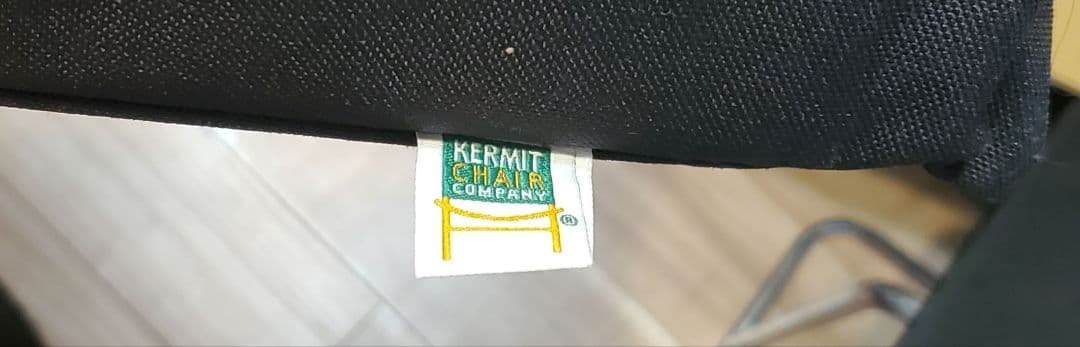 KERMIT
CHAIR
COMPANY
®